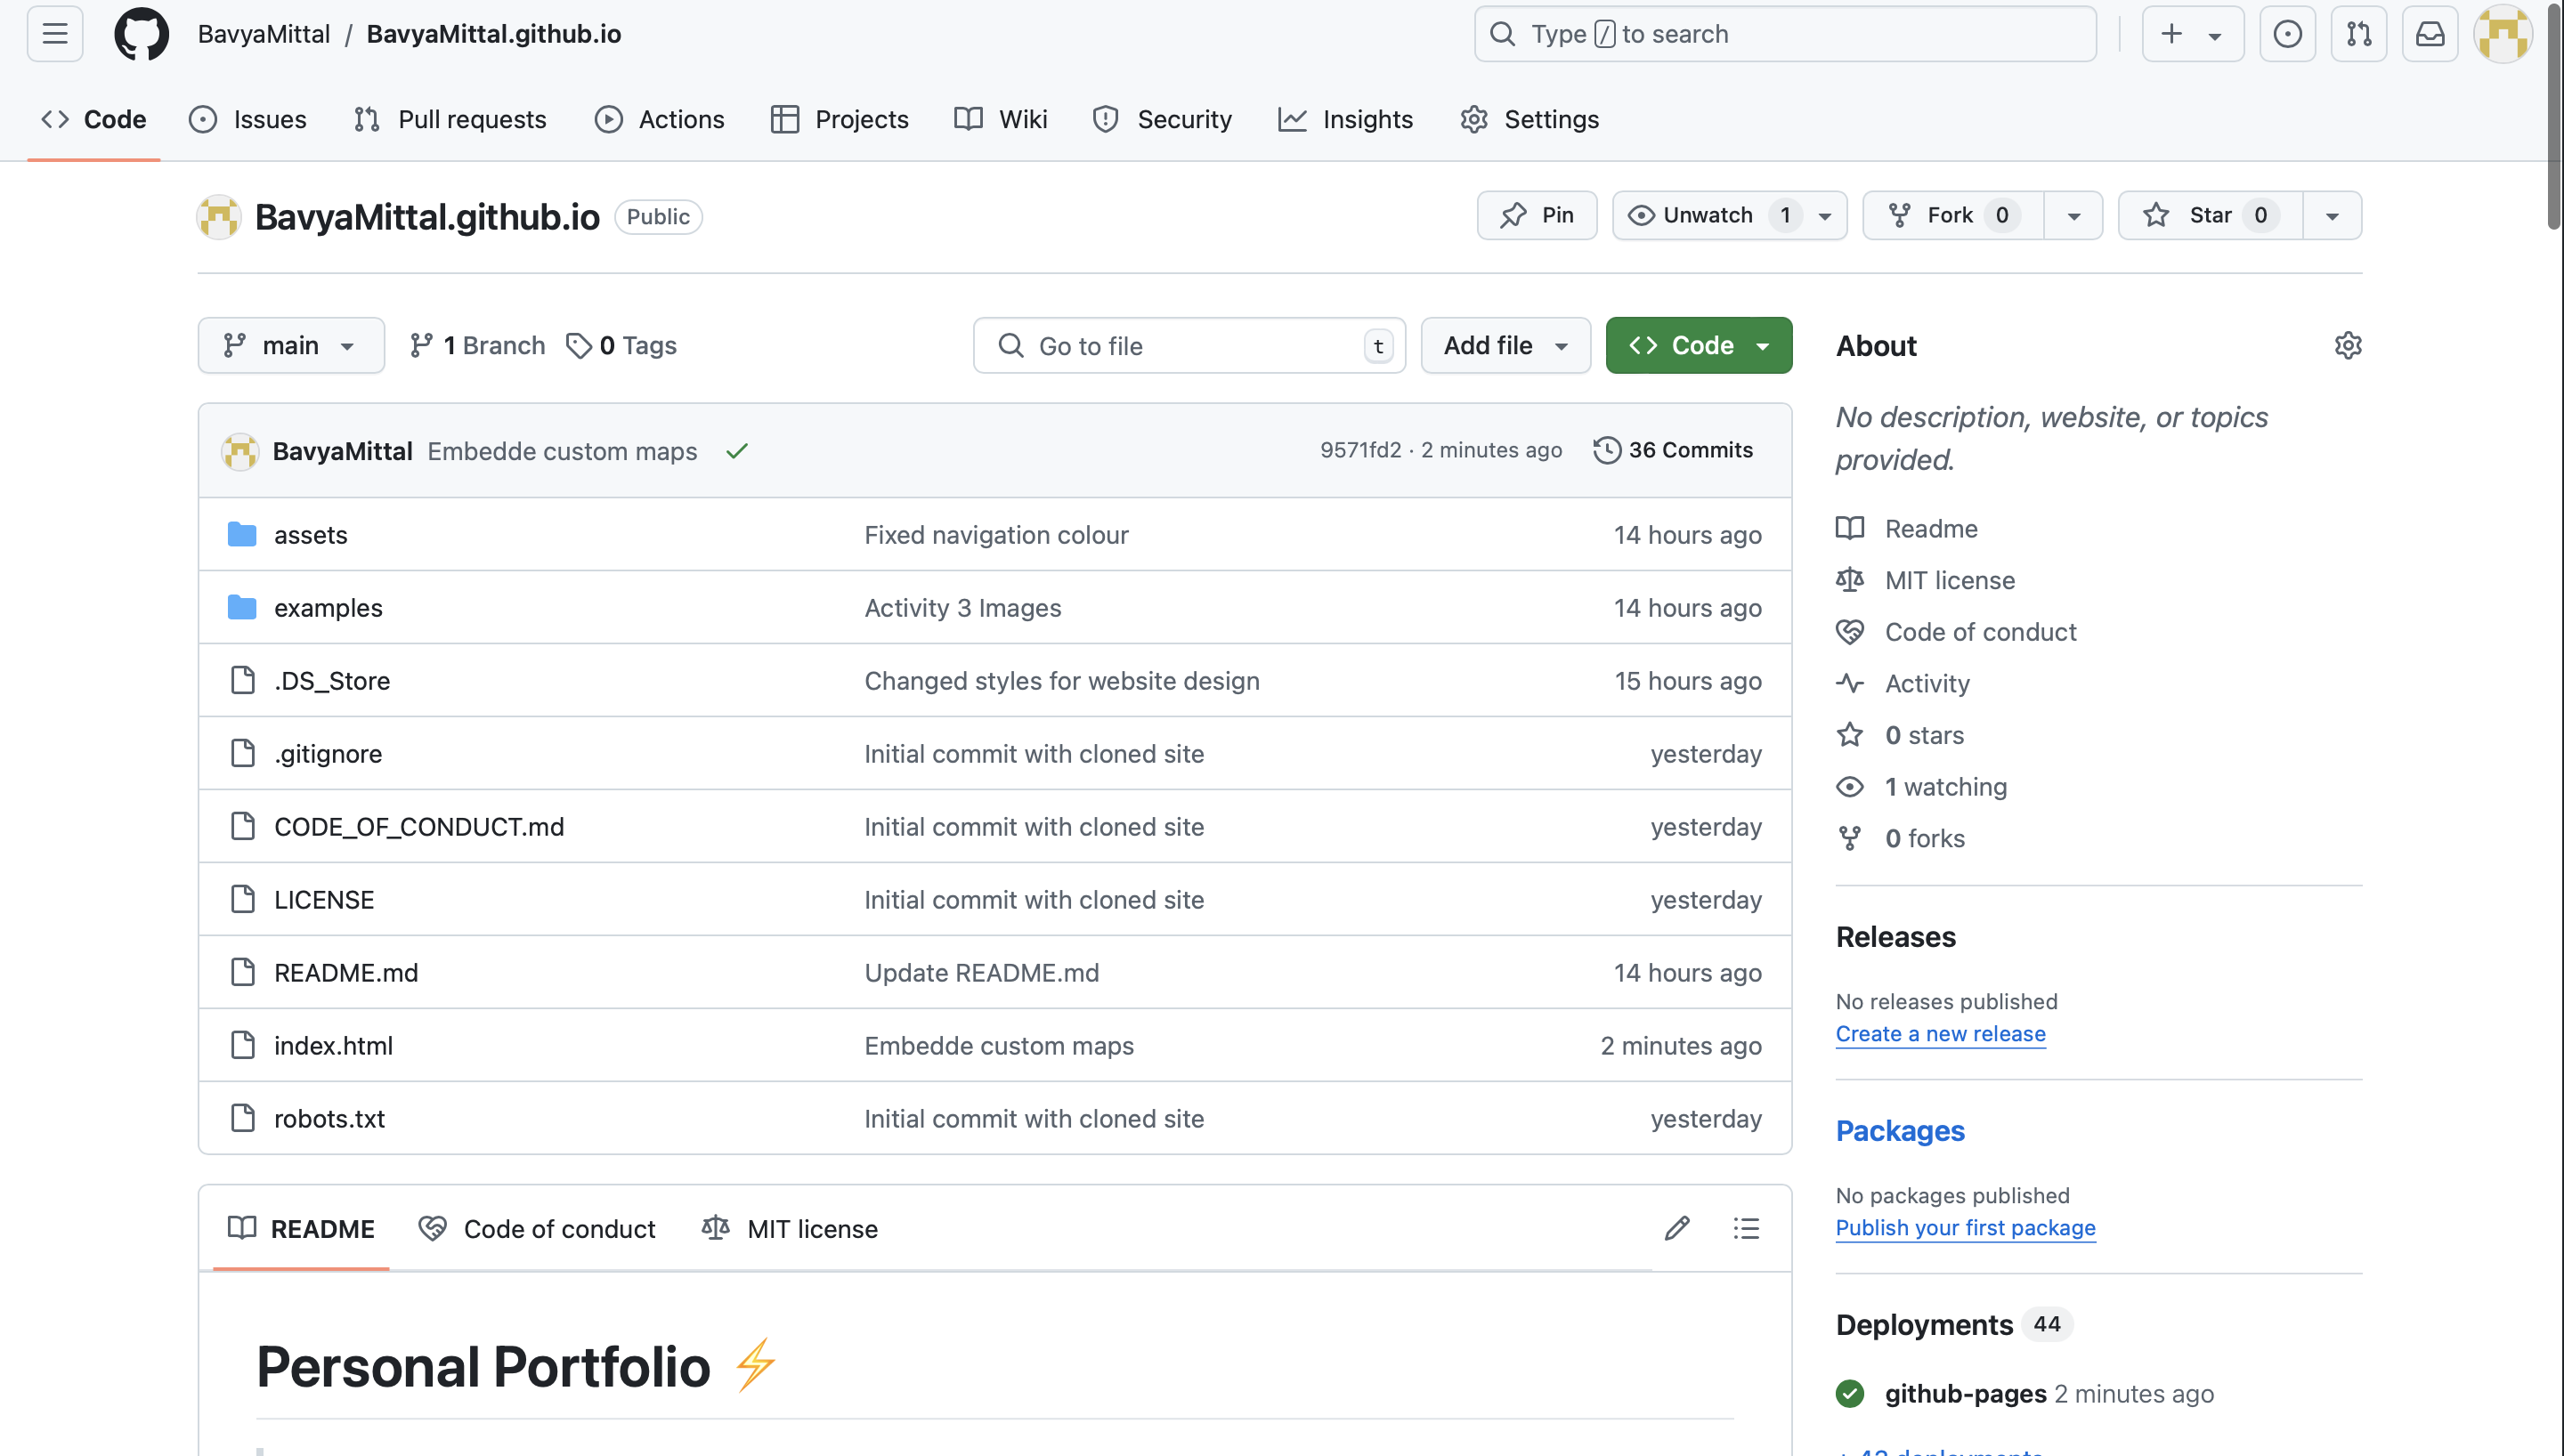 BavyaMittal / BavyaMittal.github.io
Type / to search
Code Issues Pull requests Actions Projects Wiki Security Insights Settings
BavyaMittal.github.io Public
Pin Unwatch 1 Fork 0 Star 0
main 1 Branch 0 Tags
Go to file t Add file Code
BavyaMittal Embedde custom maps 9571fd2 · 2 minutes ago 36 Commits
assets Fixed navigation colour 14 hours ago
examples Activity 3 Images 14 hours ago
.DS_Store Changed styles for website design 15 hours ago
.gitignore Initial commit with cloned site yesterday
CODE_OF_CONDUCT.md Initial commit with cloned site yesterday
LICENSE Initial commit with cloned site yesterday
README.md Update README.md 14 hours ago
index.html Embedde custom maps 2 minutes ago
robots.txt Initial commit with cloned site yesterday
README Code of conduct MIT license
Personal Portfolio ⚡
About
No description, website, or topics
provided.
Readme
MIT license
Code of conduct
Activity
0 stars
1 watching
0 forks
Releases
No releases published
Create a new release
Packages
No packages published
Publish your first package
Deployments 44
github-pages 2 minutes ago